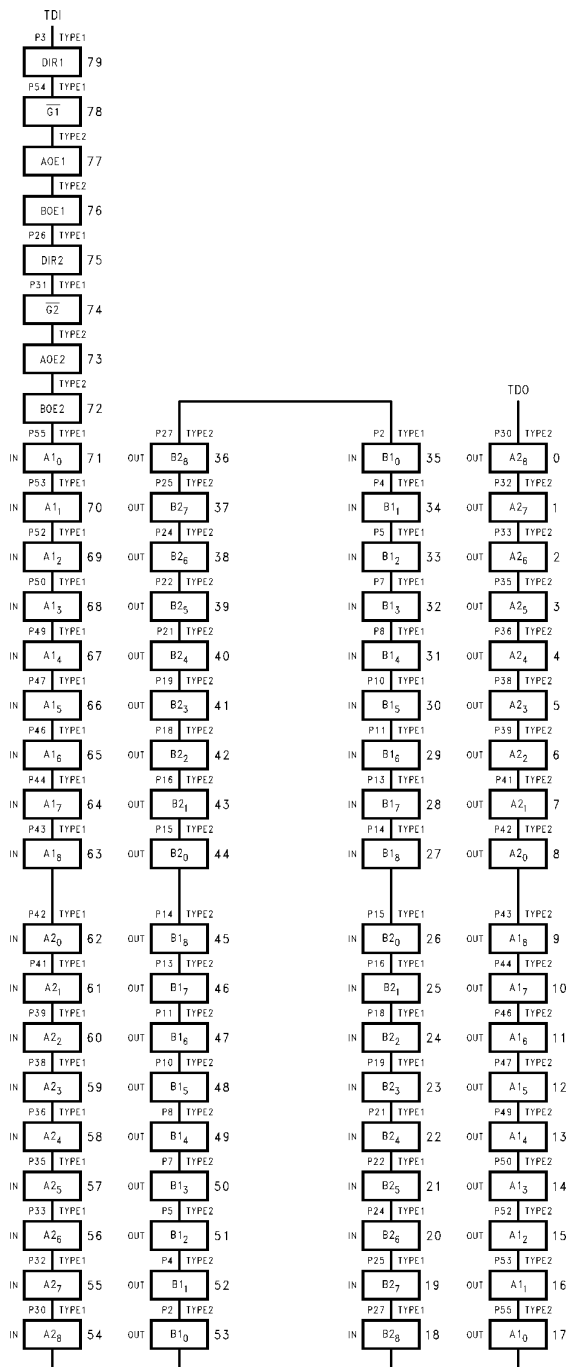 TDI
P3 TYPE1
DIR1 79
P54 TYPE1
G1 78
TYPE2
AOE1 77
TYPE2
BOE1 76
P26 TYPE1
DIR2 75
P31 TYPE1
G2 74
TYPE2
AOE2 73
TYPE2
BOE2 72
TDO
P55 TYPE1 P27 TYPE2 P2 TYPE1 P30 TYPE2
IN A1₀ 71 OUT B2₈ 36 IN B1₀ 35 OUT A2₈ 0
P53 TYPE1 P25 TYPE2 P4 TYPE1 P32 TYPE2
IN A1₁ 70 OUT B2₇ 37 IN B1₁ 34 OUT A2₇ 1
P52 TYPE1 P24 TYPE2 P5 TYPE1 P33 TYPE2
IN A1₂ 69 OUT B2₆ 38 IN B1₂ 33 OUT A2₆ 2
P50 TYPE1 P22 TYPE2 P7 TYPE1 P35 TYPE2
IN A1₃ 68 OUT B2₅ 39 IN B1₃ 32 OUT A2₅ 3
P49 TYPE1 P21 TYPE2 P8 TYPE1 P36 TYPE2
IN A1₄ 67 OUT B2₄ 40 IN B1₄ 31 OUT A2₄ 4
P47 TYPE1 P19 TYPE2 P10 TYPE1 P38 TYPE2
IN A1₅ 66 OUT B2₃ 41 IN B1₅ 30 OUT A2₃ 5
P46 TYPE1 P18 TYPE2 P11 TYPE1 P39 TYPE2
IN A1₆ 65 OUT B2₂ 42 IN B1₆ 29 OUT A2₂ 6
P44 TYPE1 P16 TYPE2 P13 TYPE1 P41 TYPE2
IN A1₇ 64 OUT B2₁ 43 IN B1₇ 28 OUT A2₁ 7
P43 TYPE1 P15 TYPE2 P14 TYPE1 P42 TYPE2
IN A1₈ 63 OUT B2₀ 44 IN B1₈ 27 OUT A2₀ 8
P42 TYPE1 P14 TYPE2 P15 TYPE1 P43 TYPE2
IN A2₀ 62 OUT B1₈ 45 IN B2₀ 26 OUT A1₈ 9
P41 TYPE1 P13 TYPE2 P16 TYPE1 P44 TYPE2
IN A2₁ 61 OUT B1₇ 46 IN B2₁ 25 OUT A1₇ 10
P39 TYPE1 P11 TYPE2 P18 TYPE1 P46 TYPE2
IN A2₂ 60 OUT B1₆ 47 IN B2₂ 24 OUT A1₆ 11
P38 TYPE1 P10 TYPE2 P19 TYPE1 P47 TYPE2
IN A2₃ 59 OUT B1₅ 48 IN B2₃ 23 OUT A1₅ 12
P36 TYPE1 P8 TYPE2 P21 TYPE1 P49 TYPE2
IN A2₄ 58 OUT B1₄ 49 IN B2₄ 22 OUT A1₄ 13
P35 TYPE1 P7 TYPE2 P22 TYPE1 P50 TYPE2
IN A2₅ 57 OUT B1₃ 50 IN B2₅ 21 OUT A1₃ 14
P33 TYPE1 P5 TYPE2 P24 TYPE1 P52 TYPE2
IN A2₆ 56 OUT B1₂ 51 IN B2₆ 20 OUT A1₂ 15
P32 TYPE1 P4 TYPE2 P25 TYPE1 P53 TYPE2
IN A2₇ 55 OUT B1₁ 52 IN B2₇ 19 OUT A1₁ 16
P30 TYPE1 P2 TYPE2 P27 TYPE1 P55 TYPE2
IN A2₈ 54 OUT B1₀ 53 IN B2₈ 18 OUT A1₀ 17